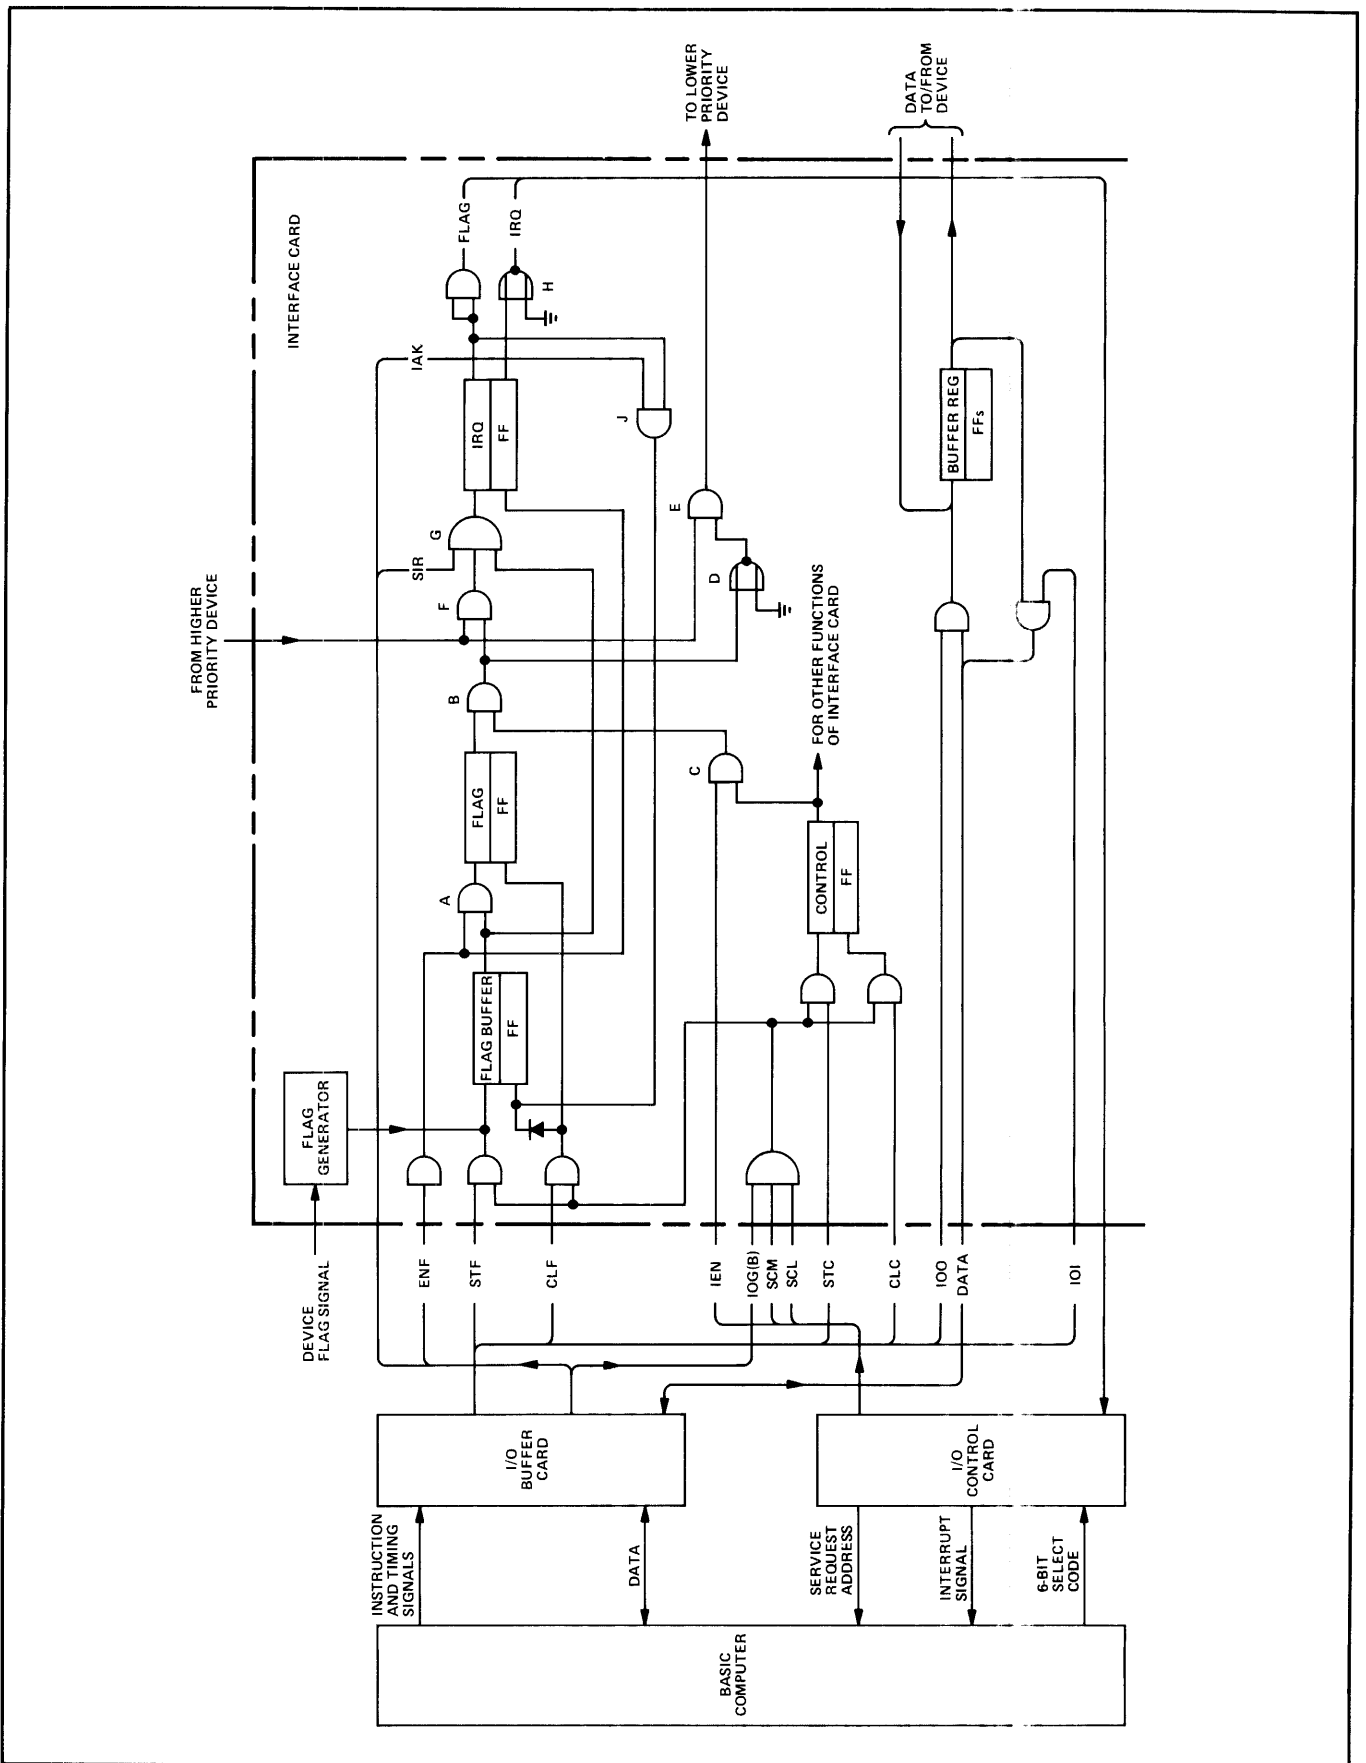 BASIC
COMPUTER
INSTRUCTION
AND TIMING
SIGNALS
DATA
SERVICE
REQUEST
ADDRESS
INTERRUPT
SIGNAL
6-BIT
SELECT
CODE
I/O
BUFFER
CARD
I/O
CONTROL
CARD
DEVICE
FLAG SIGNAL
ENF
STF
CLF
IEN
IOG(B)
SCM
SCL
STC
CLC
IOO
DATA
IOI
FLAG
GENERATOR
FLAG BUFFER
FF
A
FLAG
FF
B
C
CONTROL
FF
FOR OTHER FUNCTIONS
OF INTERFACE CARD
FROM HIGHER
PRIORITY DEVICE
F
SIR
G
D
E
IRQ
FF
J
IAK
H
FLAG
IRQ
INTERFACE CARD
BUFFER REG
FFs
TO LOWER
PRIORITY
DEVICE
DATA
TO/FROM
DEVICE